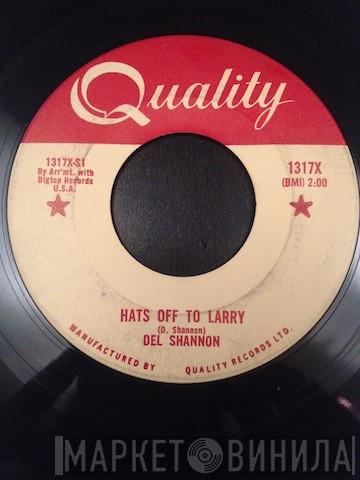 Quality
1317X-S1
By Arr'mt. with
Bigtop Records
U.S.A.
1317X
(BMI) 2:00
HATS OFF TO LARRY
(D. Shannon)
DEL SHANNON
MANUFACTURED BY QUALITY RECORDS LTD.
МАРКЕТ ВИНИЛА